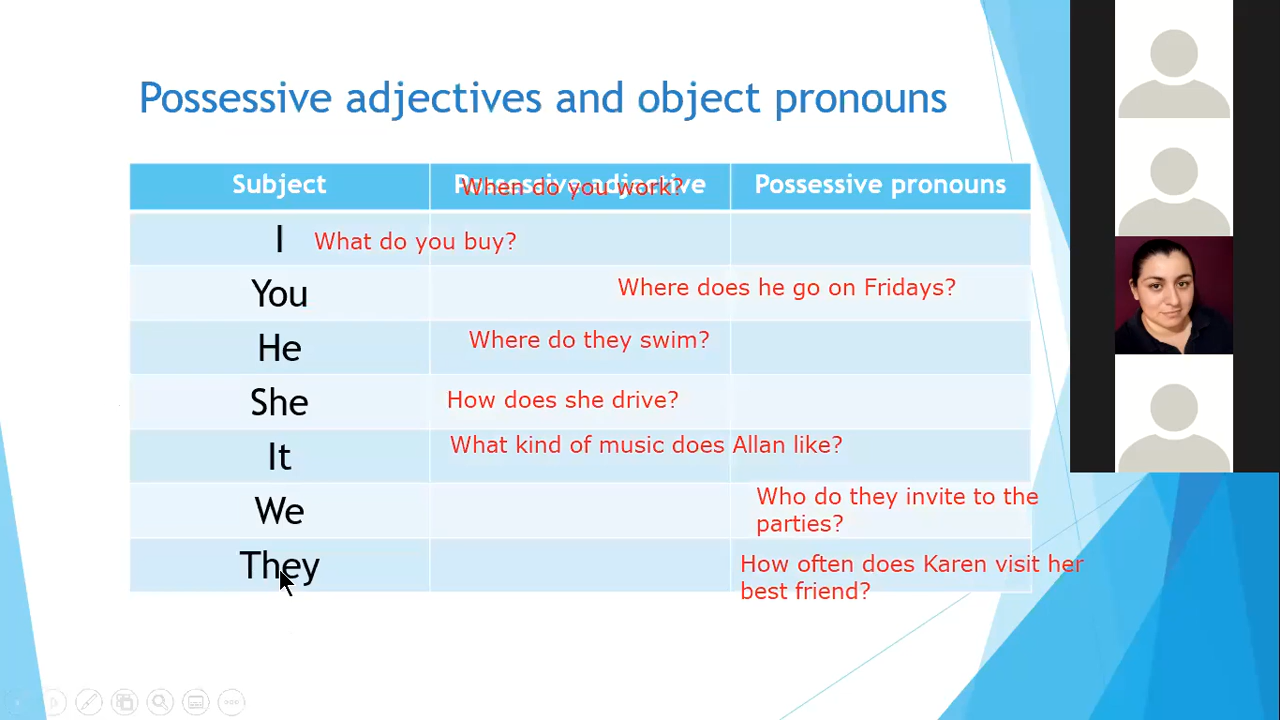 Possessive adjectives and object pronouns
Subject
Possessive adjective
Possessive pronouns
When do you work?
I
What do you buy?
You
Where does he go on Fridays?
He
Where do they swim?
She
How does she drive?
It
What kind of music does Allan like?
We
Who do they invite to the
parties?
They
How often does Karen visit her
best friend?